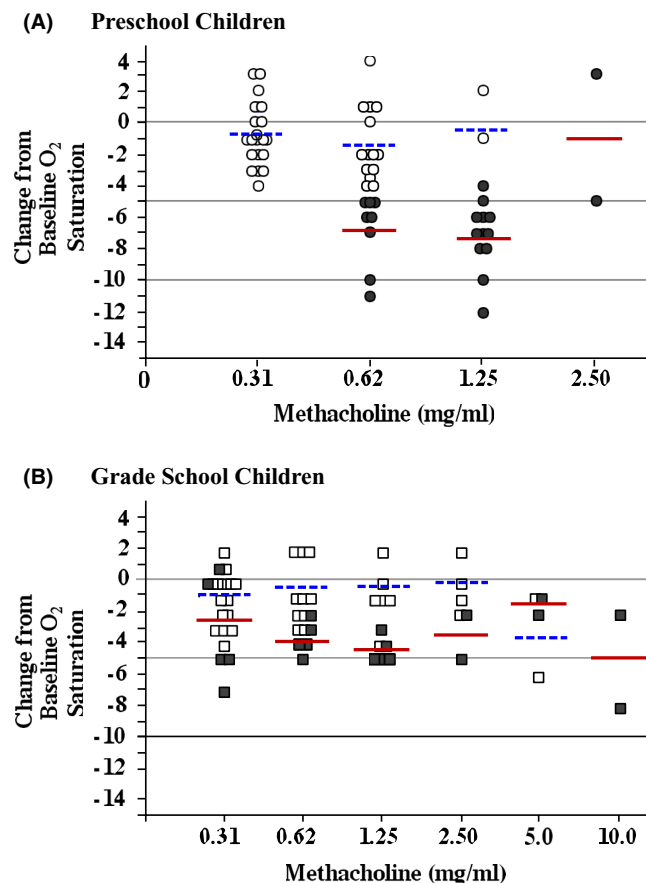 (A) Preschool Children
4
2
0
-2
-4
-6
-8
-10
-12
-14
Change from
Baseline O2
Saturation
0 0.31 0.62 1.25 2.50
Methacholine (mg/ml)
(B) Grade School Children
4
2
0
-2
-4
-6
-8
-10
-14
Change from
Baseline O2
Saturation
0.31 0.62 1.25 2.50 5.0 10.0
Methacholine (mg/ml)